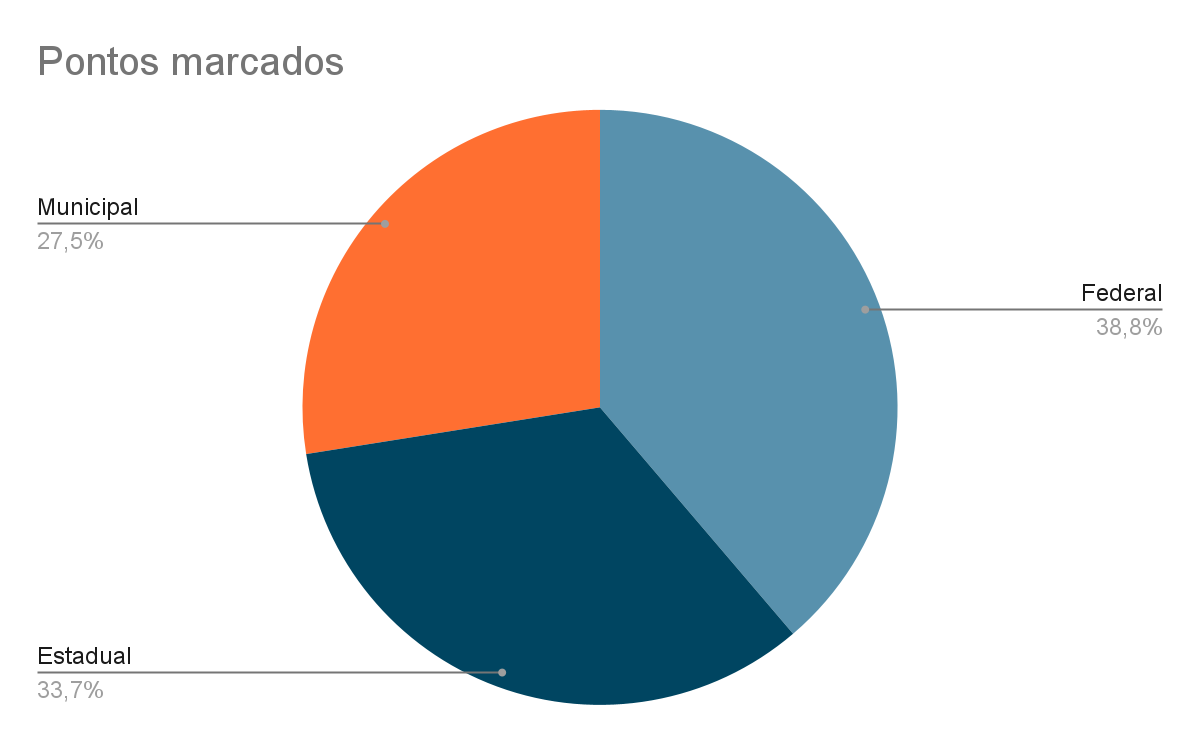 Pontos marcados
Municipal
27,5%
Federal
38,8%
Estadual
33,7%